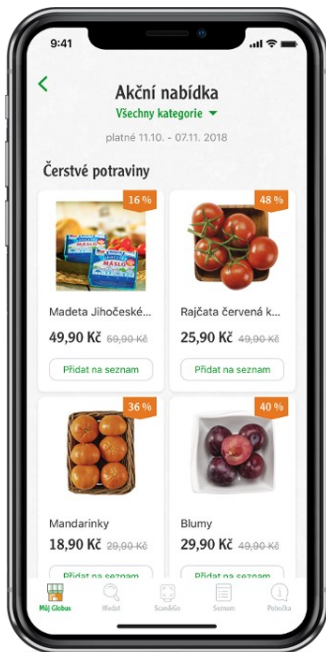 9:41
Akční nabídka
Všechny kategorie
platné 11.10. - 07.11. 2018
Čerstvé potraviny
16 %
48 %
MÁSLO
Madeta Jihočeské...
Rajčata červená k...
49,90 Kč 69,90 Kč
25,90 Kč 49,90 Kč
Přidat na seznam
Přidat na seznam
36 %
40 %
Mandarinky
Blumy
18,90 Kč 29,90 Kč
29,90 Kč 49,90 Kč
Přidat na seznam
Přidat na seznam
Můj Globus
Hledat
Scan&Go
Seznam
Pobočka